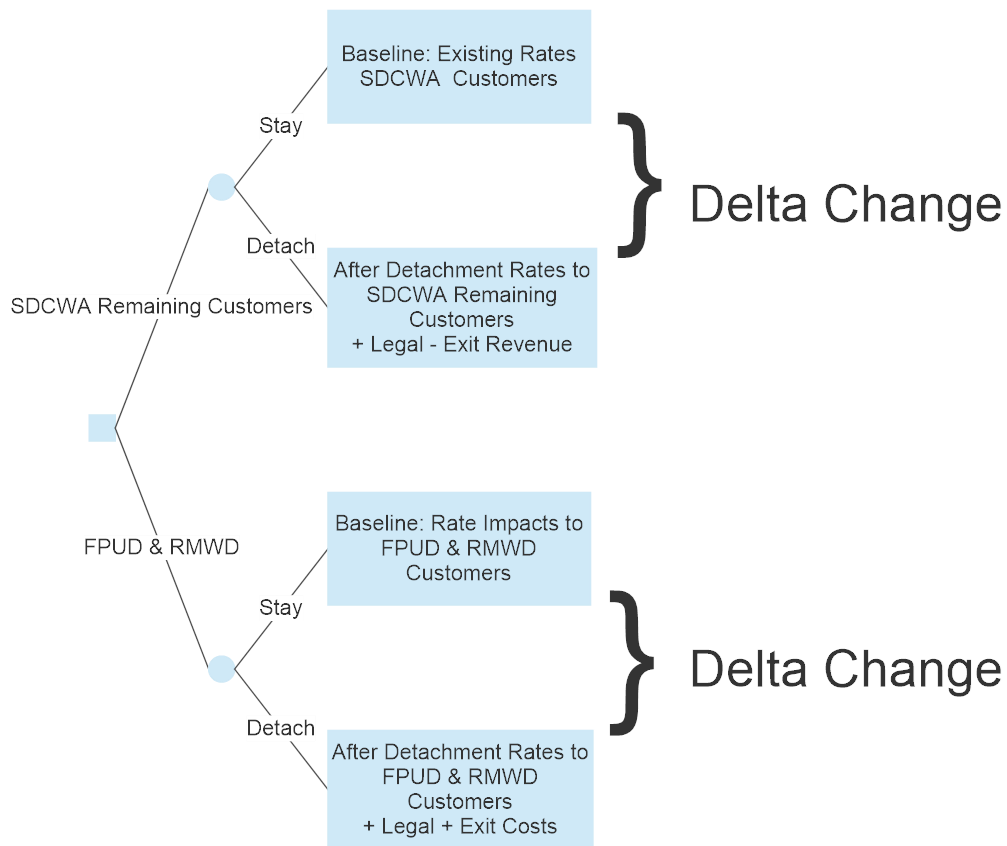 Baseline: Existing Rates
SDCWA  Customers
Stay
Delta Change
Detach
After Detachment Rates to
SDCWA Remaining
Customers
+ Legal - Exit Revenue
SDCWA Remaining Customers
FPUD & RMWD
Baseline: Rate Impacts to
FPUD & RMWD
Customers
Stay
Delta Change
Detach
After Detachment Rates to
FPUD & RMWD
Customers
+ Legal + Exit Costs